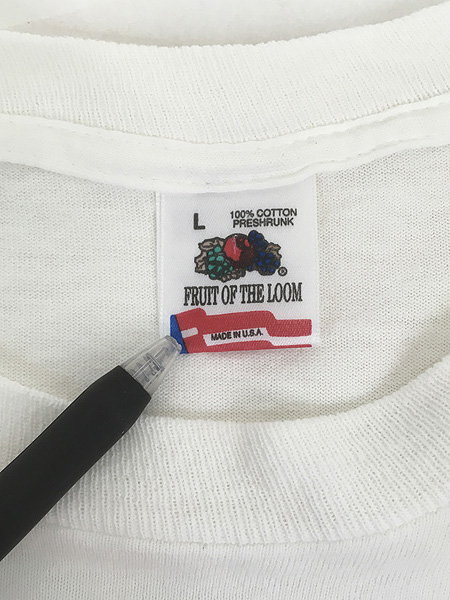 L
100% COTTON
PRESHRUNK
®
FRUIT OF THE LOOM
MADE IN U.S.A.